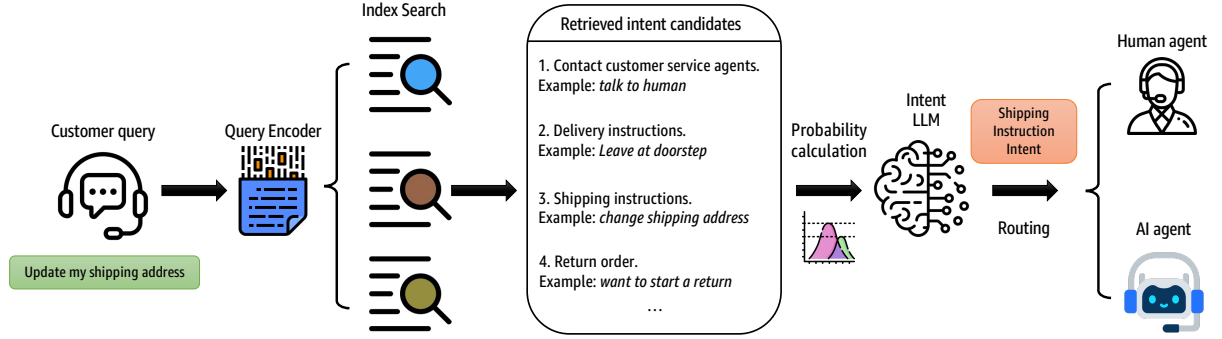 Customer query
Update my shipping address
Query Encoder
Index Search
Retrieved intent candidates
1. Contact customer service agents.
Example: talk to human
2. Delivery instructions.
Example: Leave at doorstep
3. Shipping instructions.
Example: change shipping address
4. Return order.
Example: want to start a return
...
Probability
calculation
Intent
LLM
Shipping
Instruction
Intent
Routing
Human agent
AI agent